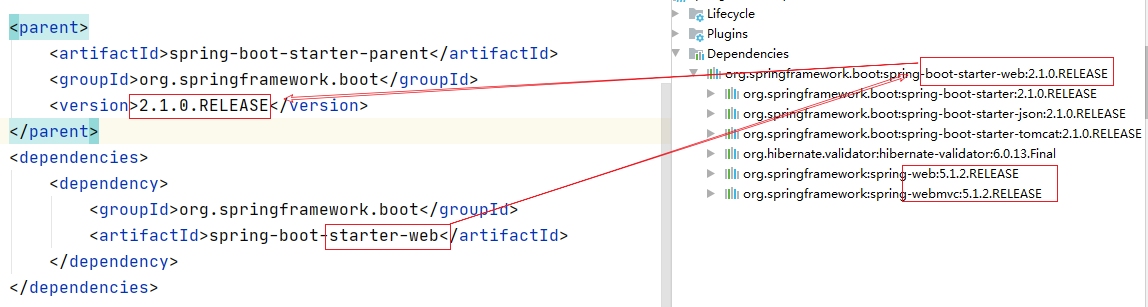 <parent>
<artifactId>spring-boot-starter-parent</artifactId>
<groupId>org.springframework.boot</groupId>
<version>2.1.0.RELEASE</version>
</parent>
<dependencies>
<dependency>
<groupId>org.springframework.boot</groupId>
<artifactId>spring-boot-starter-web</artifactId>
</dependency>
</dependencies>
Lifecycle
Plugins
Dependencies
org.springframework.boot:spring-boot-starter-web:2.1.0.RELEASE
org.springframework.boot:spring-boot-starter:2.1.0.RELEASE
org.springframework.boot:spring-boot-starter-json:2.1.0.RELEASE
org.springframework.boot:spring-boot-starter-tomcat:2.1.0.RELEASE
org.hibernate.validator:hibernate-validator:6.0.13.Final
org.springframework:spring-web:5.1.2.RELEASE
org.springframework:spring-webmvc:5.1.2.RELEASE